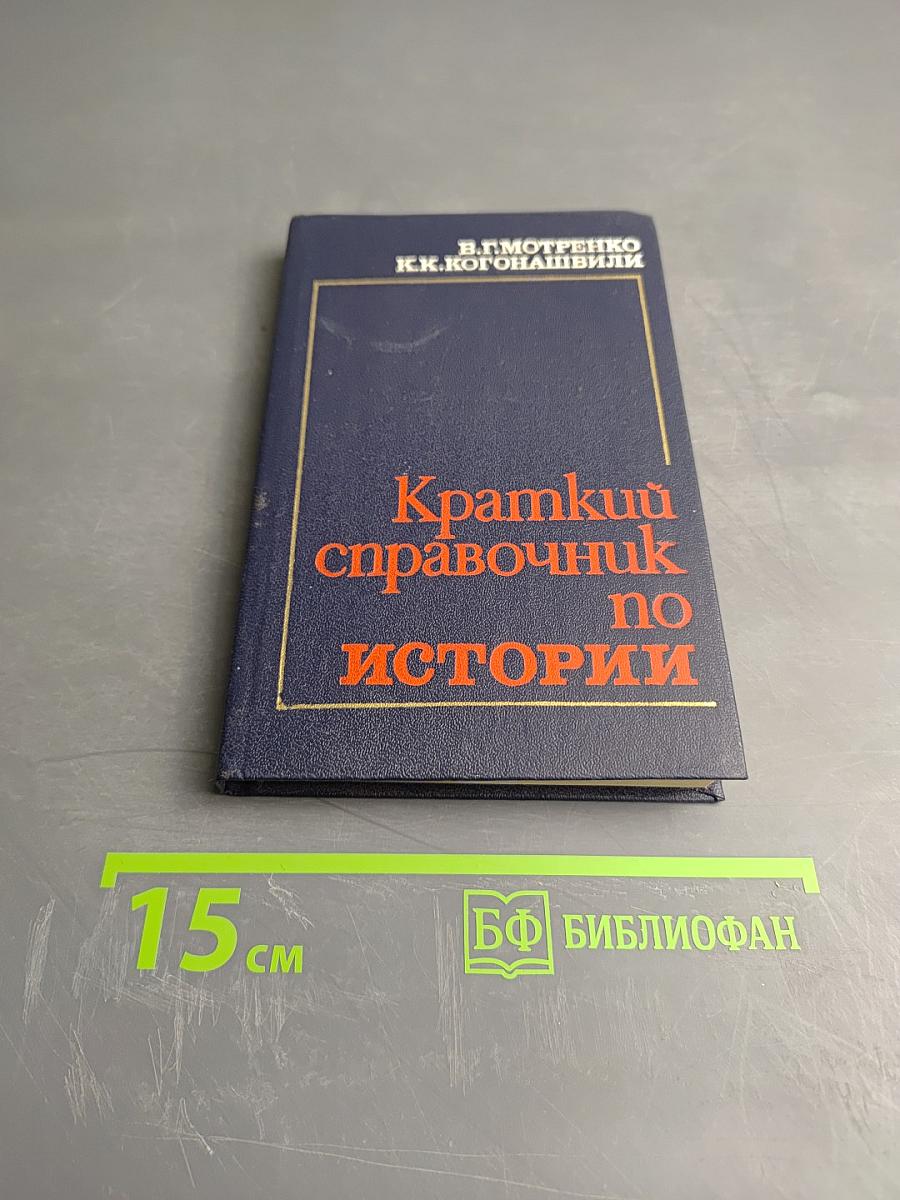 В.Г.МОТРЕНКО
К.К.КОГОНАШВИЛИ
Краткий
справочник
по
ИСТОРИИ
15 см
БФ БИБЛИОФАН